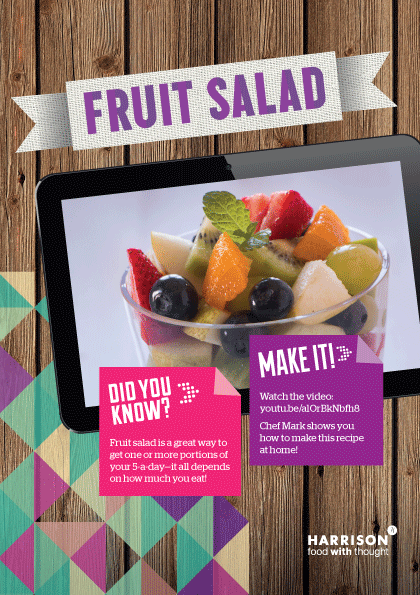 FRUIT SALAD
DID YOU
KNOW?
Fruit salad is a great way to
get one or more portions of
your 5-a-day—it all depends
on how much you eat!
MAKE IT!
Watch the video:
youtu.be/alOrBkNbfh8
Chef Mark shows you
how to make this recipe
at home!
HARRISON
food with thought